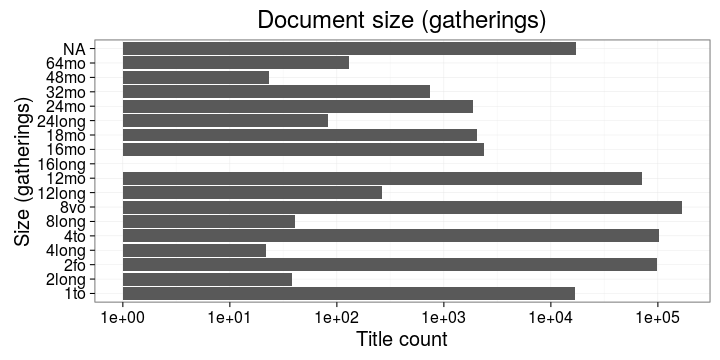 Document size (gatherings)
Size (gatherings)
NA
64mo
48mo
32mo
24mo
24long
18mo
16mo
16long
12mo
12long
8vo
8long
4to
4long
2fo
2long
1to
1e+00 1e+01 1e+02 1e+03 1e+04 1e+05
Title count